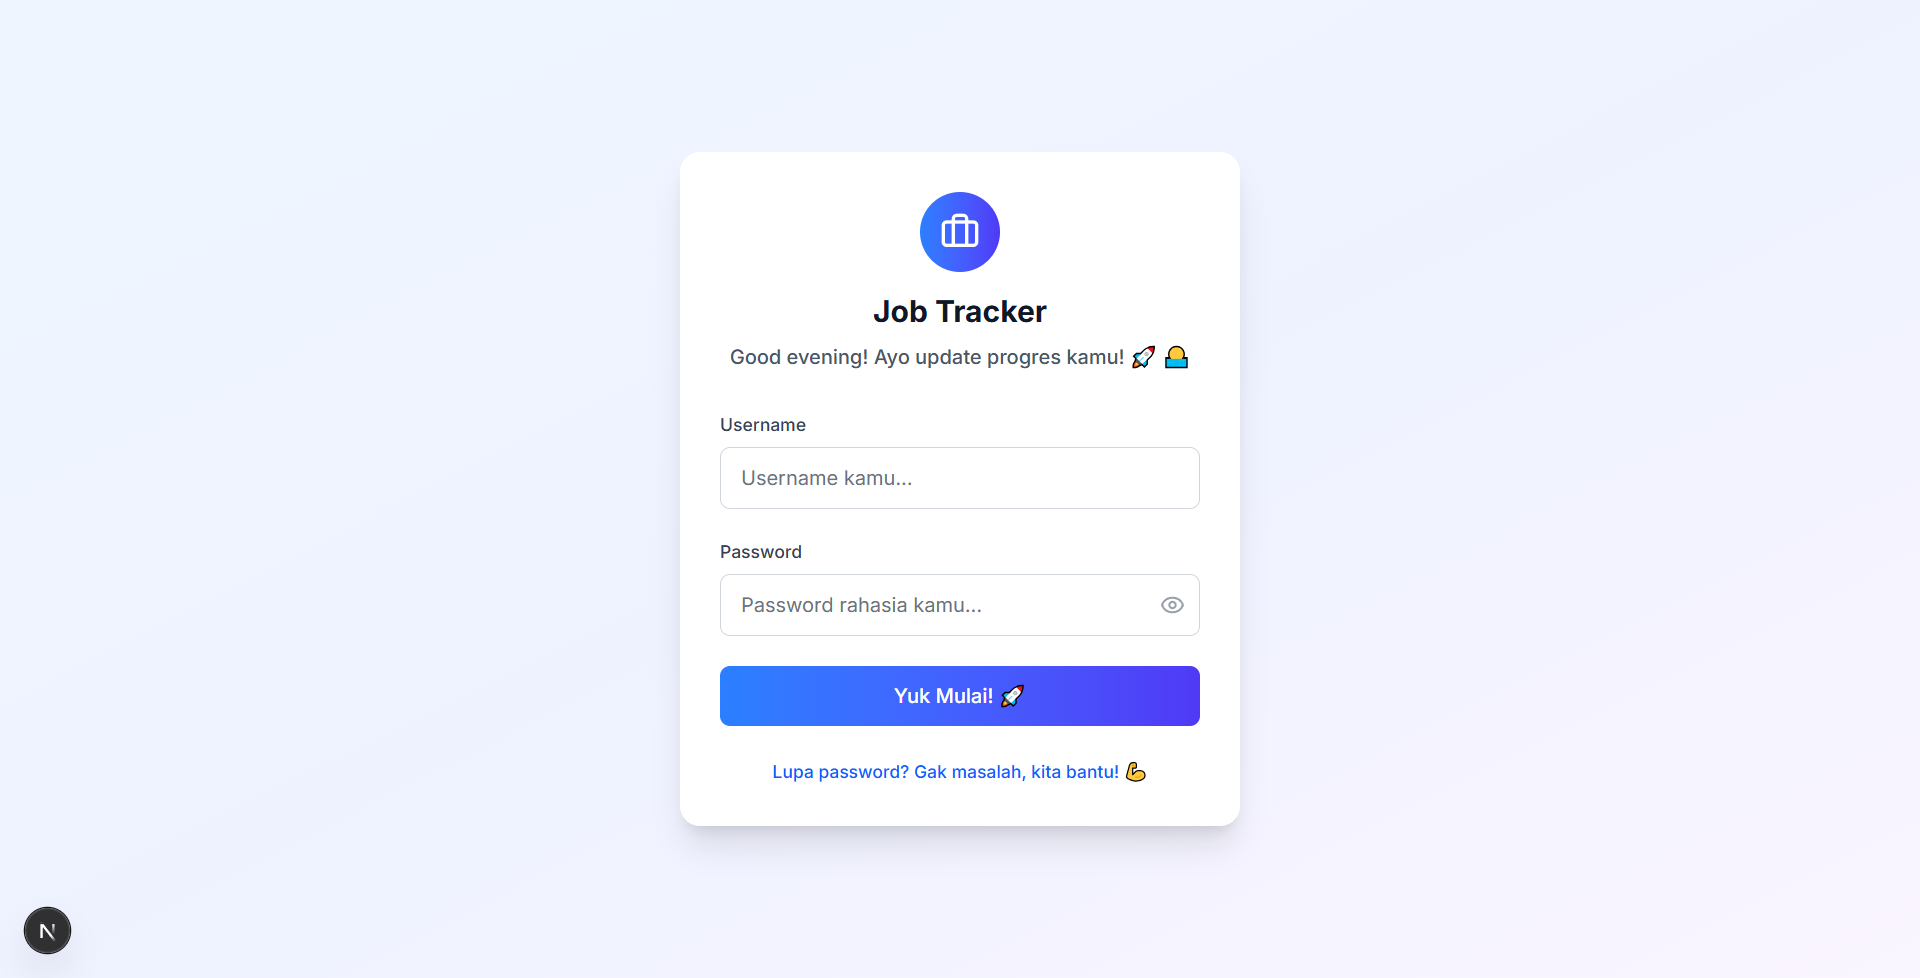 Job Tracker
Good evening! Ayo update progres kamu! 🚀 🌅
Username
Username kamu...
Password
Password rahasia kamu...
Yuk Mulai! 🚀
Lupa password? Gak masalah, kita bantu! 💪
N